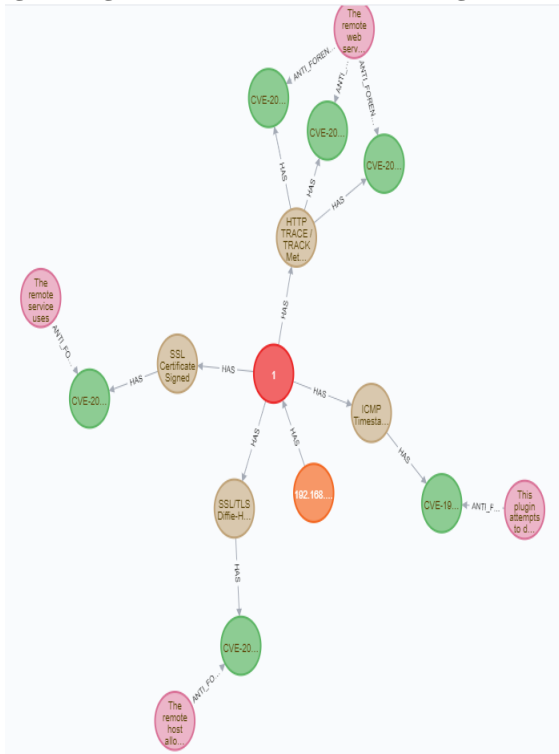 The
remote
web
serv…
ANTI_FOREN…
ANTI_…
ANTI_FOREN…
CVE-20…
CVE-20…
CVE-20…
HAS
HAS
HAS
HTTP
TRACE /
TRACK
Met…
HAS
The
remote
service
uses
ANTI_FO…
CVE-20…
HAS
SSL
Certificate
Signed
HAS
1
HAS
ICMP
Timesta…
HAS
HAS
HAS
192.168.…
SSL/TLS
Diffie-H…
CVE-19…
ANTI_F…
This
plugin
attempts
to d…
HAS
CVE-20…
ANTI_FO…
The
remote
host
allo…